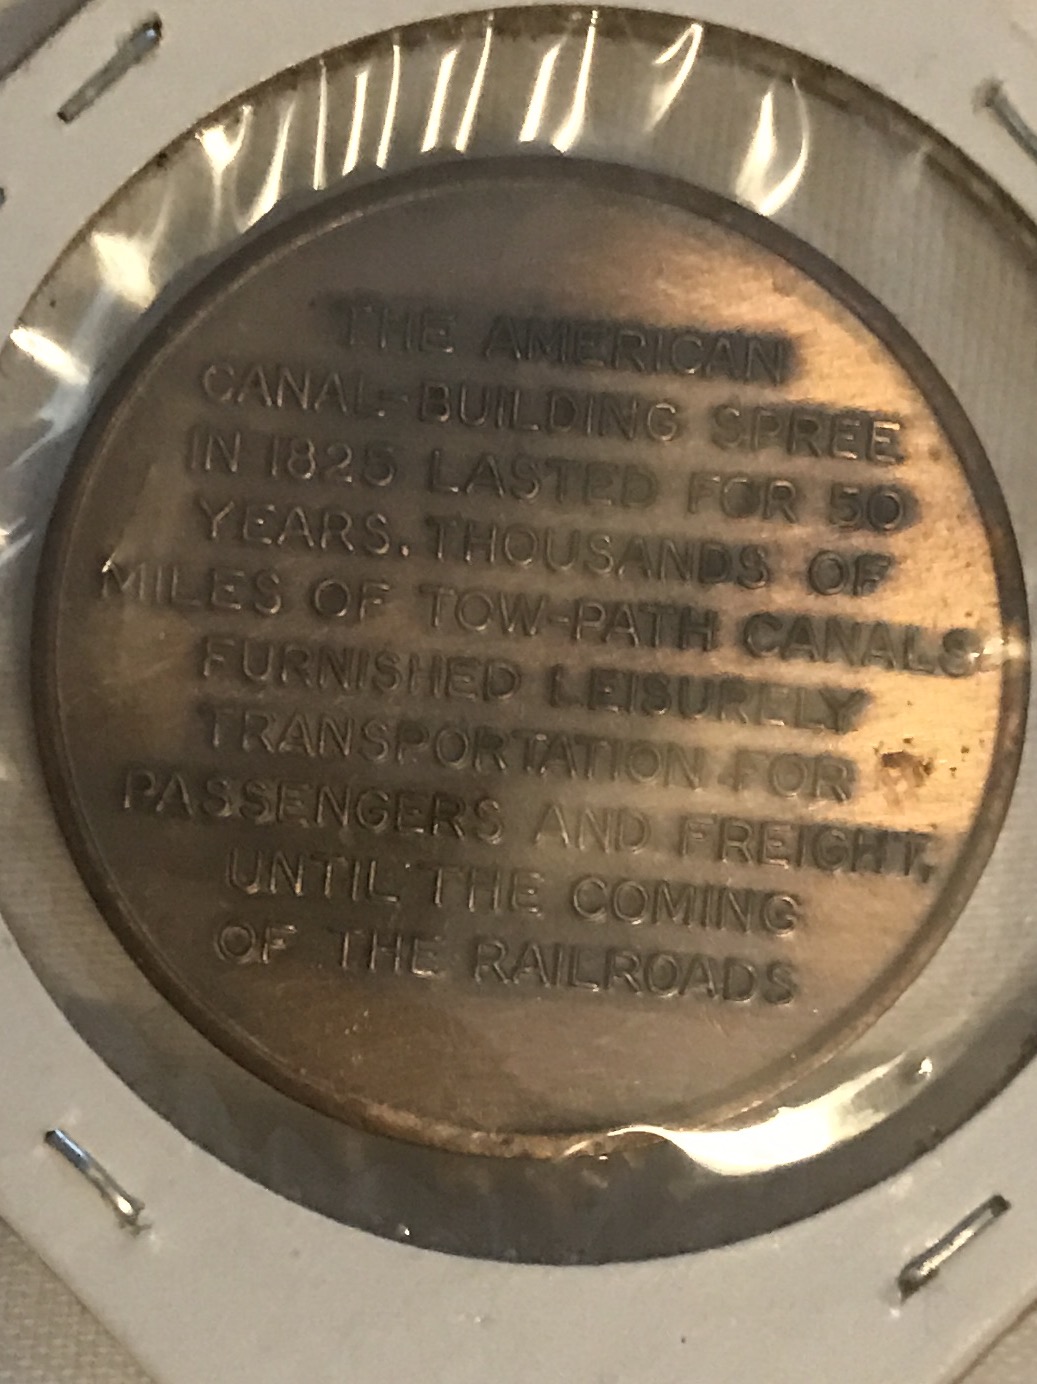 THE AMERICAN
CANAL-BUILDING SPREE
IN 1825 LASTED FOR 50
YEARS. THOUSANDS OF
MILES OF TOW-PATH CANALS
FURNISHED LEISURELY
TRANSPORTATION FOR
PASSENGERS AND FREIGHT,
UNTIL THE COMING
OF THE RAILROADS